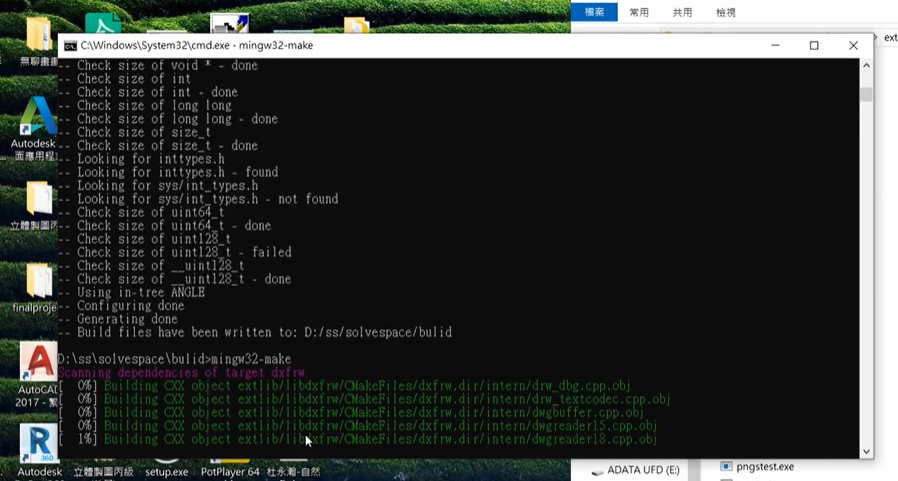 檔案 常用 共用 檢視
ext
C:\Windows\System32\cmd.exe - mingw32-make
-- Check size of void * - done
-- Check size of int
-- Check size of int - done
-- Check size of long long
-- Check size of long long - done
-- Check size of size_t
-- Check size of size_t - done
-- Looking for inttypes.h
-- Looking for inttypes.h - found
-- Looking for sys/int_types.h
-- Looking for sys/int_types.h - not found
-- Check size of uint64_t
-- Check size of uint64_t - done
-- Check size of uint128_t
-- Check size of uint128_t - failed
-- Check size of __uint128_t
-- Check size of __uint128_t - done
-- Using in-tree ANGLE
-- Configuring done
-- Generating done
-- Build files have been written to: D:/ss/solvespace/bulid
D:\ss\solvespace\bulid>mingw32-make
Scanning dependencies of target dxfrw
[  0%] Building CXX object extlib/libdxfrw/CMakeFiles/dxfrw.dir/intern/drw_dbg.cpp.obj
[  0%] Building CXX object extlib/libdxfrw/CMakeFiles/dxfrw.dir/intern/drw_textcodec.cpp.obj
[  0%] Building CXX object extlib/libdxfrw/CMakeFiles/dxfrw.dir/intern/dwgbuffer.cpp.obj
[  0%] Building CXX object extlib/libdxfrw/CMakeFiles/dxfrw.dir/intern/dwgreader15.cpp.obj
[  1%] Building CXX object extlib/libdxfrw/CMakeFiles/dxfrw.dir/intern/dwgreader18.cpp.obj
無聊畫畫
Autodesk
面應用程
立體製圖丙
finalproje
AutoCAD
2017 - 繁
360
Autodesk
立體製圖丙級
setup.exe
PotPlayer 64
杜永瀚-自然
ADATA UFD (E:)
pngstest.exe